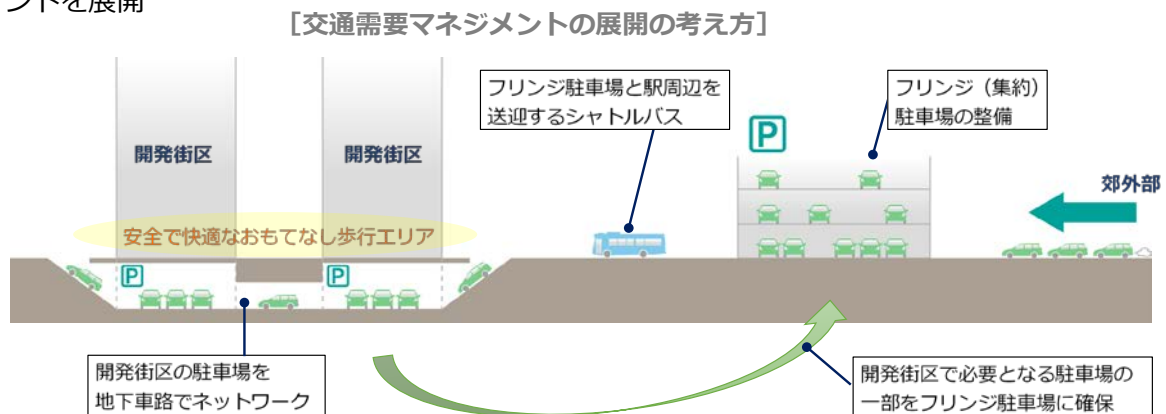 ントを展開
［交通需要マネジメントの展開の考え方］
フリンジ駐車場と駅周辺を
送迎するシャトルバス
フリンジ（集約）
駐車場の整備
P
開発街区
開発街区
郊外部
安全で快適なおもてなし歩行エリア
P
P
開発街区の駐車場を
地下車路でネットワーク
開発街区で必要となる駐車場の
一部をフリンジ駐車場に確保